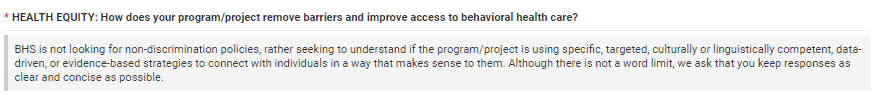 * HEALTH EQUITY: How does your program/project remove barriers and improve access to behavioral health care?
BHS is not looking for non-discrimination policies, rather seeking to understand if the program/project is using specific, targeted, culturally or linguistically competent, data-
driven, or evidence-based strategies to connect with individuals in a way that makes sense to them. Although there is not a word limit, we ask that you keep responses as
clear and concise as possible.